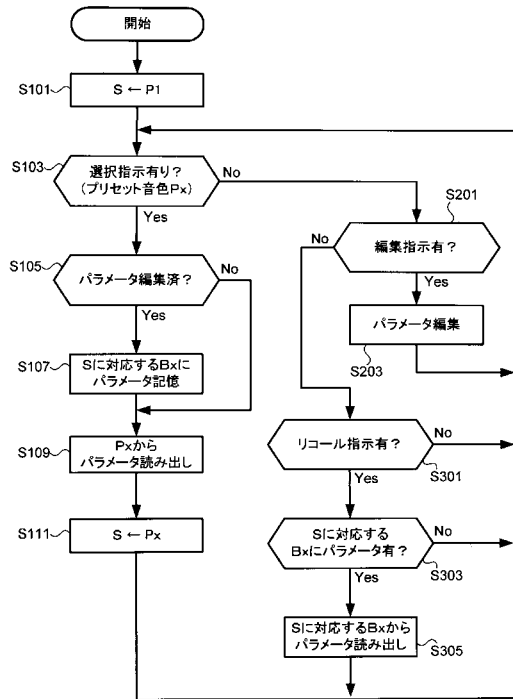 開始
S101
S ← P1
S103
選択指示有り？
（プリセット音色Px）
No
Yes
S105
パラメータ編集済？
No
Yes
S107
Sに対応するBxに
パラメータ記憶
S109
Pxから
パラメータ読み出し
S111
S ← Px
S201
No
編集指示有？
Yes
パラメータ編集
S203
リコール指示有？
No
S301
Yes
Sに対応する
Bxにパラメータ有？
No
S303
Yes
Sに対応するBxから
パラメータ読み出し
S305